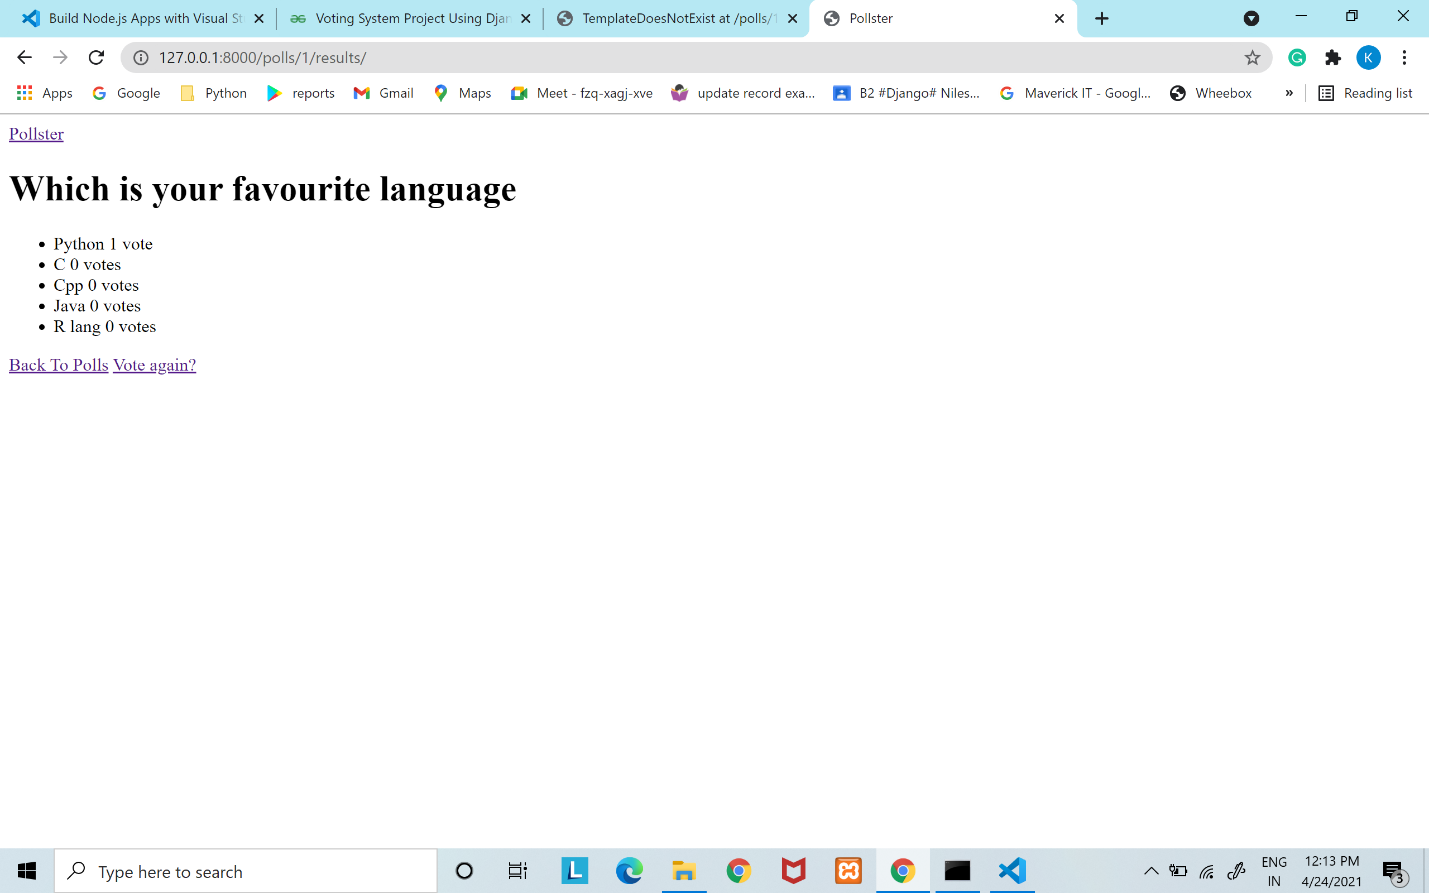 Build Node.js Apps with Visual St
Voting System Project Using Djan
TemplateDoesNotExist at /polls/1
Pollster
127.0.0.1:8000/polls/1/results/
K
Apps
Google
Python
reports
Gmail
Maps
Meet - fzq-xagj-xve
update record exa...
B2 #Django# Niles...
Maverick IT - Googl...
Wheebox
»
Reading list
Pollster
Which is your favourite language
Python 1 vote
C 0 votes
Cpp 0 votes
Java 0 votes
R lang 0 votes
Back To Polls Vote again?
Type here to search
L
ENG
IN
12:13 PM
4/24/2021
3